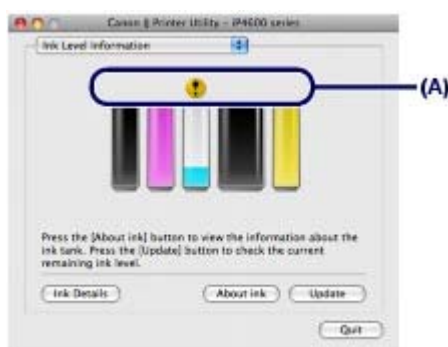 Canon IJ Printer Utility – iP4600 series
Ink Level Information
(A)
Press the [About ink] button to view the information about the
ink tank. Press the [Update] button to check the current
remaining ink level.
Ink Details
About ink
Update
Quit